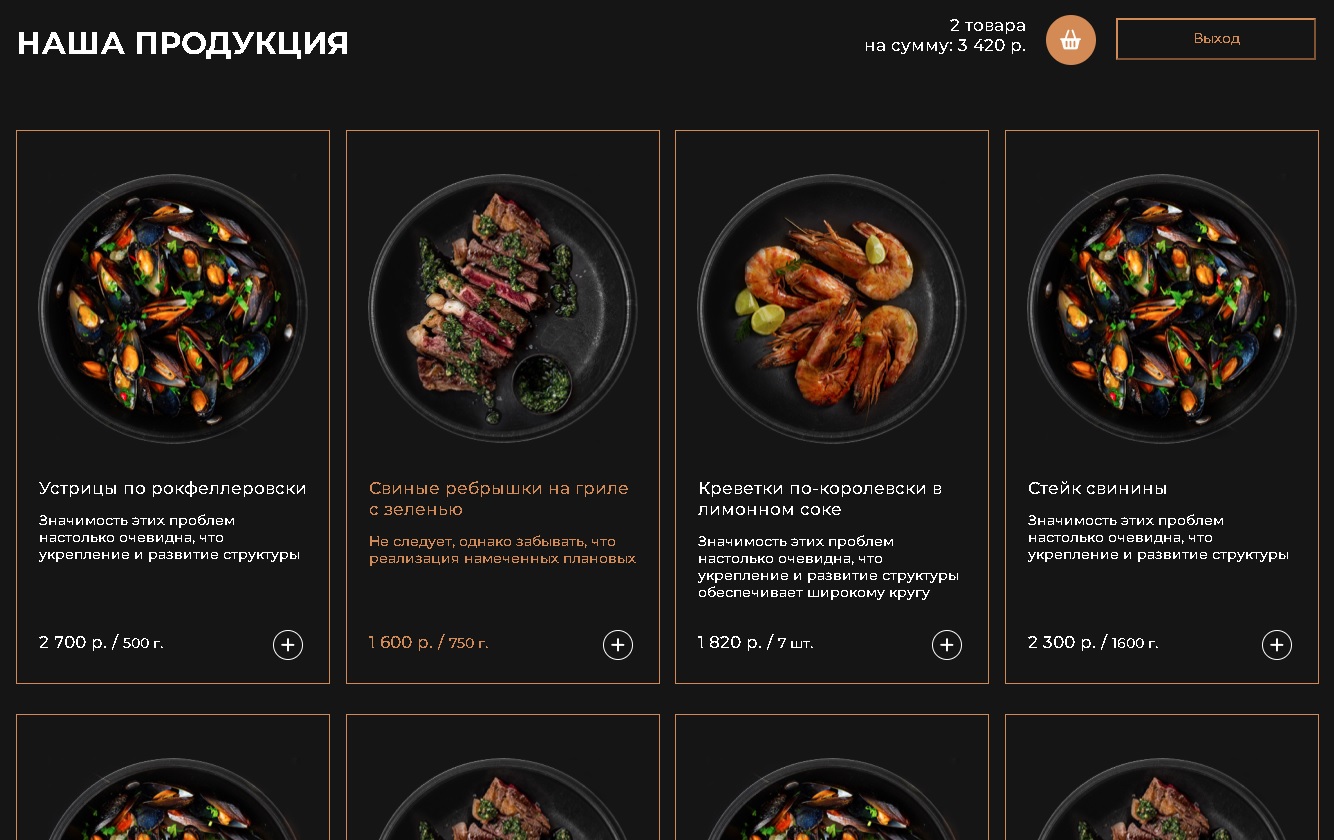 НАША ПРОДУКЦИЯ
2 товара
на сумму: 3 420 р.
Выход
Устрицы по рокфеллеровски
Значимость этих проблем
настолько очевидна, что
укрепление и развитие структуры
2 700 р. / 500 г.
Свиные ребрышки на гриле
с зеленью
Не следует, однако забывать, что
реализация намеченных плановых
1 600 р. / 750 г.
Креветки по-королевски в
лимонном соке
Значимость этих проблем
настолько очевидна, что
укрепление и развитие структуры
обеспечивает широкому кругу
1 820 р. / 7 шт.
Стейк свинины
Значимость этих проблем
настолько очевидна, что
укрепление и развитие структуры
2 300 р. / 1600 г.